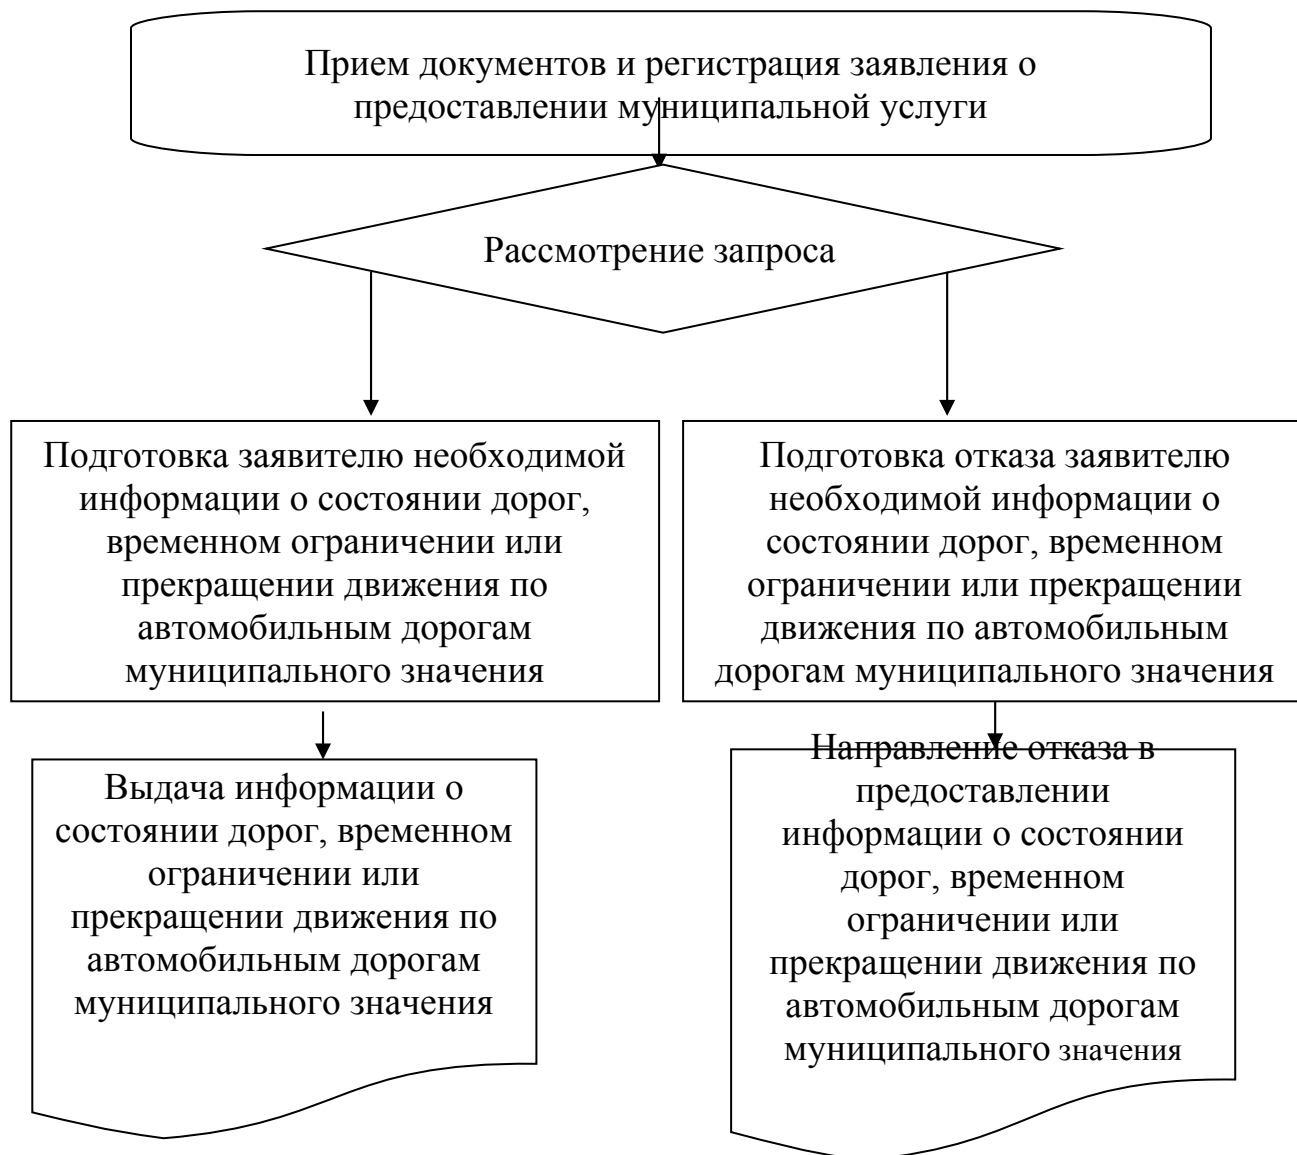 Прием документов и регистрация заявления о
предоставлении муниципальной услуги
Рассмотрение запроса
Подготовка заявителю необходимой
информации о состоянии дорог,
временном ограничении или
прекращении движения по
автомобильным дорогам
муниципального значения
Подготовка отказа заявителю
необходимой информации о
состоянии дорог, временном
ограничении или прекращении
движения по автомобильным
дорогам муниципального значения
Выдача информации о
состоянии дорог, временном
ограничении или
прекращении движения по
автомобильным дорогам
муниципального значения
Направление отказа в
предоставлении
информации о состоянии
дорог, временном
ограничении или
прекращении движения по
автомобильным дорогам
муниципального значения